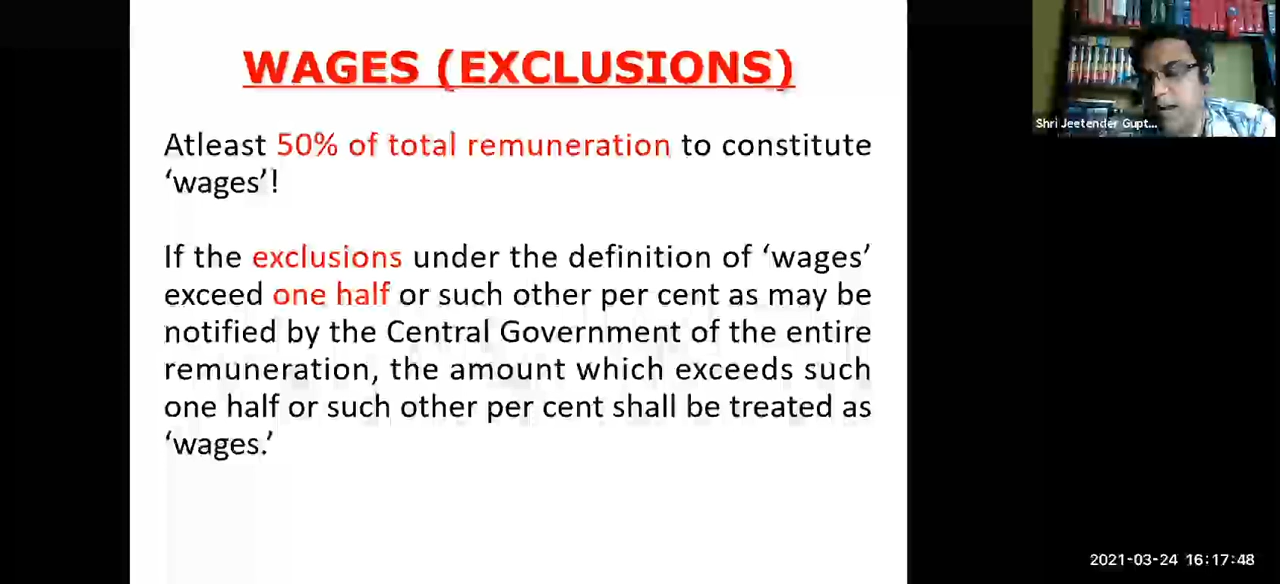 WAGES (EXCLUSIONS)
Atleast 50% of total remuneration to constitute
‘wages’!
If the exclusions under the definition of ‘wages’
exceed one half or such other per cent as may be
notified by the Central Government of the entire
remuneration, the amount which exceeds such
one half or such other per cent shall be treated as
‘wages.’
Shri Jeetender Gupt...
2021-03-24 16:17:48